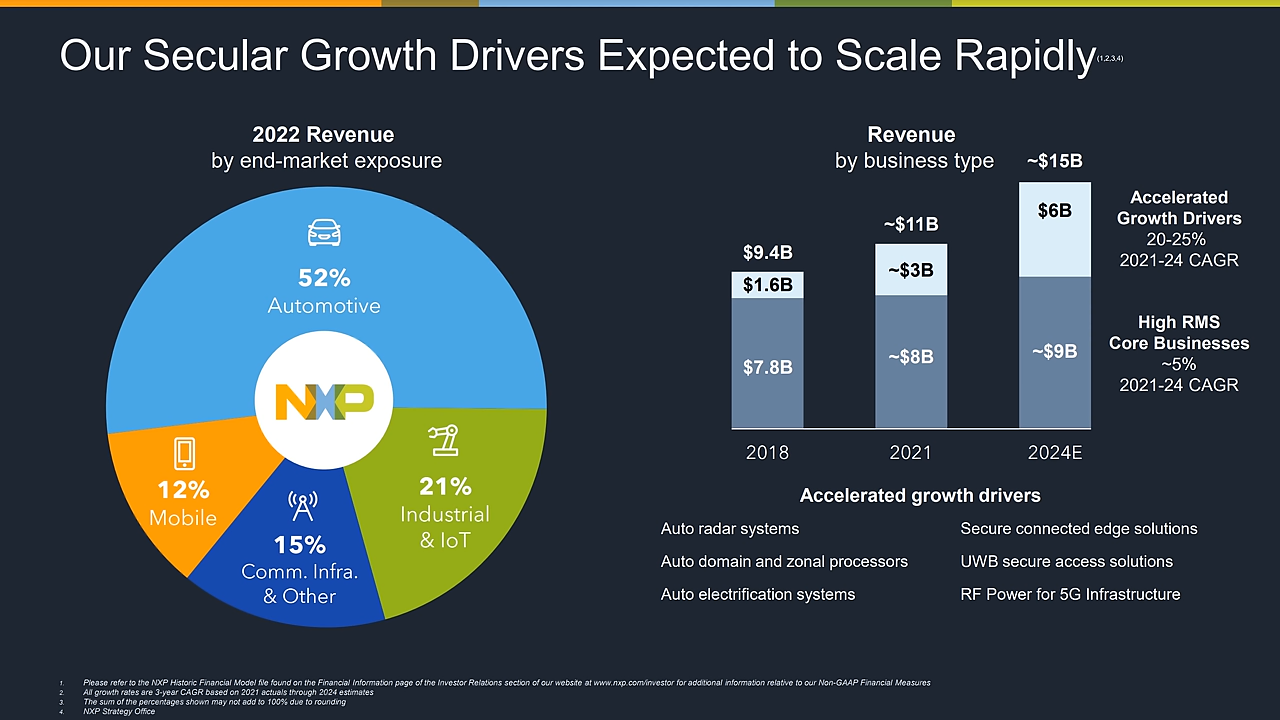 Our Secular Growth Drivers Expected to Scale Rapidly(1,2,3,4)
2022 Revenue
by end-market exposure
52%
Automotive
NXP
12%
Mobile
15%
Comm. Infra.
& Other
21%
Industrial
& IoT
Revenue
by business type
$9.4B
$1.6B
$7.8B
2018
~$11B
~$3B
~$8B
2021
~$15B
$6B
~$9B
2024E
Accelerated
Growth Drivers
20-25%
2021-24 CAGR
High RMS
Core Businesses
~5%
2021-24 CAGR
Accelerated growth drivers
Auto radar systems
Auto domain and zonal processors
Auto electrification systems
Secure connected edge solutions
UWB secure access solutions
RF Power for 5G Infrastructure
1. Please refer to the NXP Historic Financial Model file found on the Financial Information page of the Investor Relations section of our website at www.nxp.com/investor for additional information relative to our Non-GAAP Financial Measures
2. All growth rates are 3-year CAGR based on 2021 actuals through 2024 estimates
3. The sum of the percentages shown may not add to 100% due to rounding
4. NXP Strategy Office